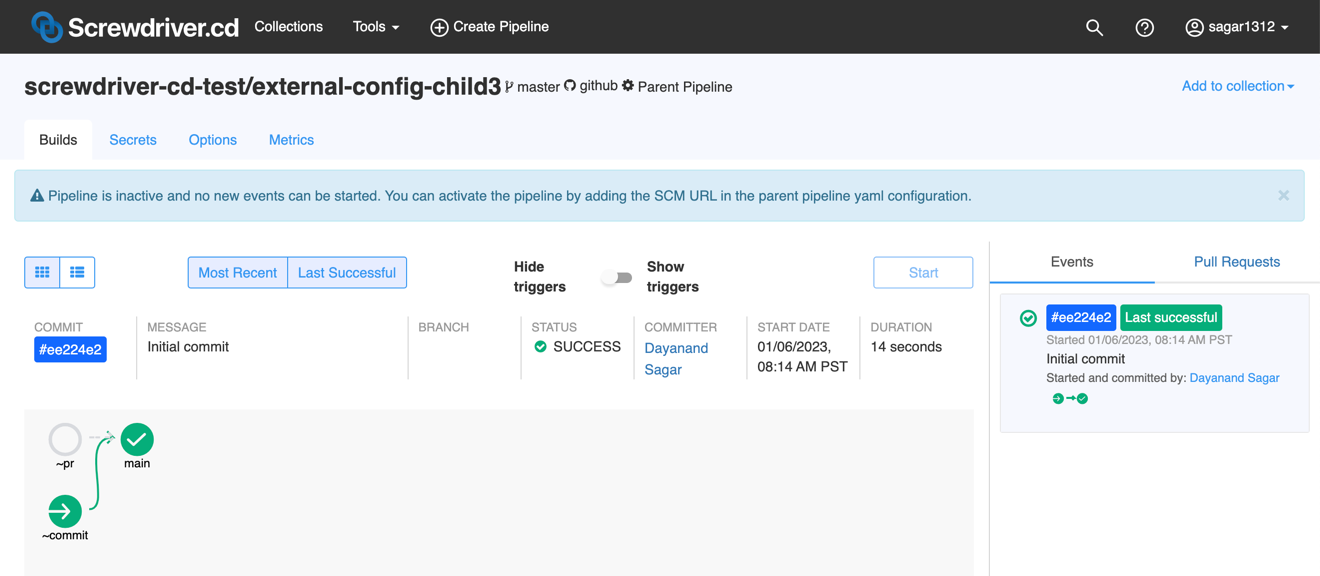 Screwdriver.cd Collections Tools Create Pipeline sagar1312
screwdriver-cd-test/external-config-child3 master github Parent Pipeline Add to collection
Builds Secrets Options Metrics
Pipeline is inactive and no new events can be started. You can activate the pipeline by adding the SCM URL in the parent pipeline yaml configuration.
Most Recent Last Successful
Hide
triggers
Show
triggers
Start
COMMIT
#ee224e2
MESSAGE
Initial commit
BRANCH
STATUS
SUCCESS
COMMITTER
Dayanand
Sagar
START DATE
01/06/2023,
08:14 AM PST
DURATION
14 seconds
~pr
main
~commit
Events Pull Requests
#ee224e2 Last successful
Started 01/06/2023, 08:14 AM PST
Initial commit
Started and committed by: Dayanand Sagar